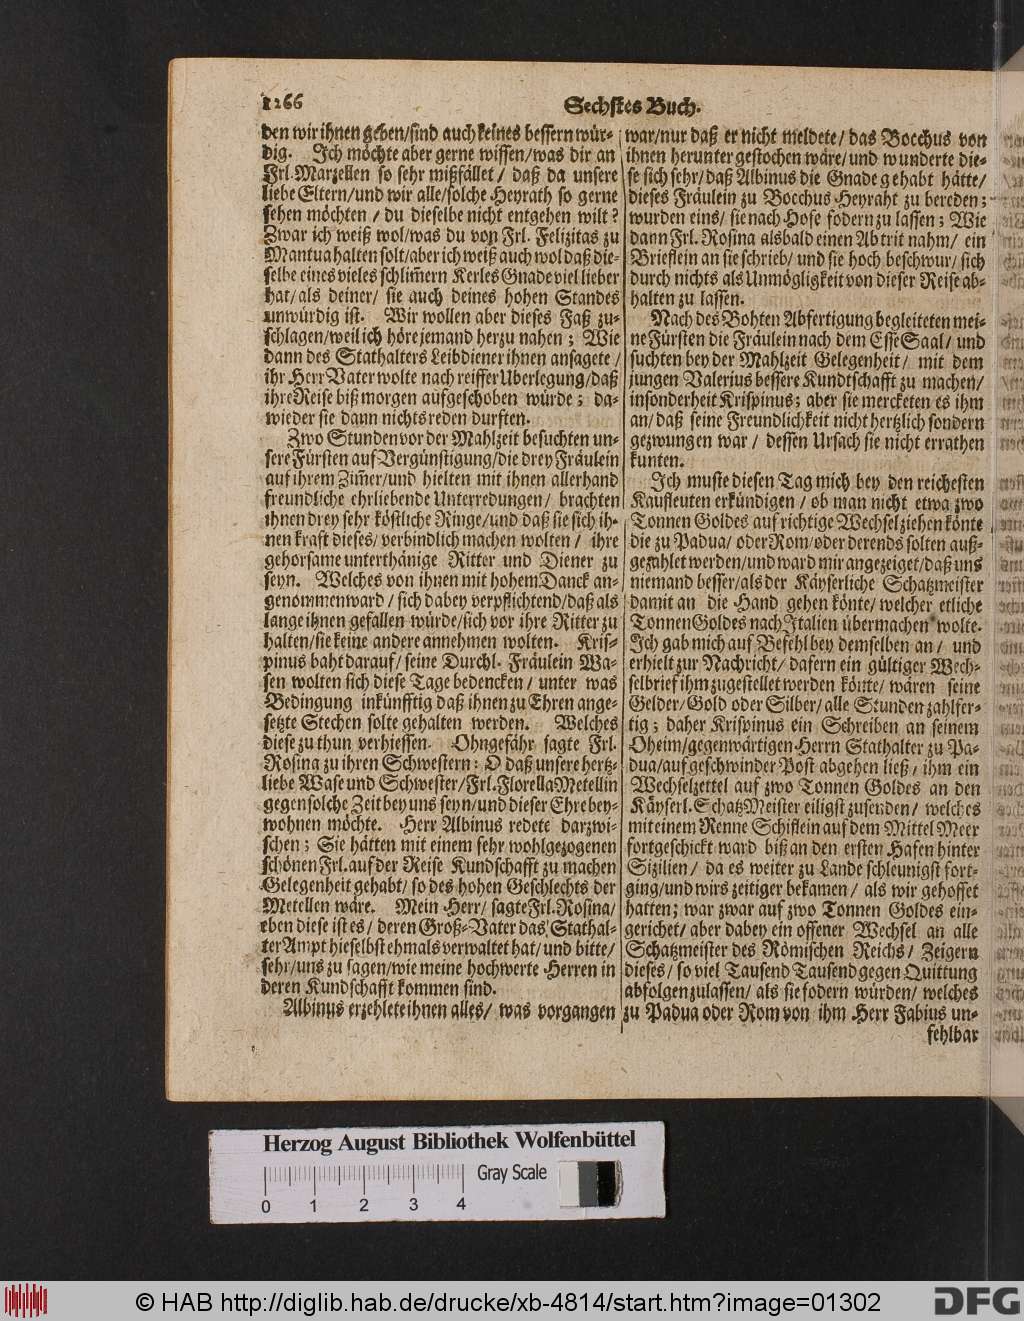 1266
Sechstes Buch.
den wir ihnen geben/sind auch keines bessern wür-
dig. Ich möchte aber gerne wissen/was dir an
Frl. Marzellen so sehr mißfället/ daß da unsere
liebe Eltern/und wir alle/solche Heyrath so gerne
sehen möchten/ du dieselbe nicht entgehen wilt?
Zwar ich weiß wol/was du von Frl. Felizitas zu
Mantua halten solt/aber ich weiß auch wol daß die-
selbe eines vieles schlim̃ern Kerles Gnade viel lieber
hat/als deiner/ sie auch deines hohen Standes
unwürdig ist. Wir wollen aber dieses Faß zu-
schlagen/weil ich höre jemand herzu nahen; Wie
dann des Stathalters Leibdiener ihnen ansagete/
ihr Herr Vater wolte nach reiffer Uberlegung/daß
ihre Reise biß morgen aufgeschoben würde; da-
wieder sie dann nichts reden durften.
Zwo Stunden vor der Mahlzeit besuchten un-
sere Fürsten auf Vergünstigung/die drey Fräulein
auf ihrem Zim̃er/und hielten mit ihnen allerhand
freundliche ehrliebende Unterredungen/ brachten
ihnen drey sehr köstliche Ringe/und daß sie sich ih-
nen kraft dieses/ verbindlich machen wolten/ ihre
gehorsame unterthänige Ritter und Diener zu
seyn. Welches von ihnen mit hohem Danck an-
genommen ward/ sich dabey verpflichtend/daß als
lange ihnen gefallen würde/sich vor ihre Ritter zu
halten/sie keine andere annehmen wolten. Kris-
pinus baht darauf/ seine Durchl. Fräulein Wa-
sen wolten sich diese Tage bedencken/ unter was
Bedingung inkünfftig daß ihnen zu Ehren ange-
setzte Stechen solte gehalten werden. Welches
diese zu thun verhiessen. Ohngefähr sagte Frl.
Rosina zu ihren Schwestern: O daß unsere hertz-
liebe Wase und Schwester/Frl. Florella Metellin
gegen solche Zeit bey uns seyn/und dieser Ehre bey-
wohnen möchte. Herr Albinus redete darzwi-
schen; Sie hätten mit einem sehr wohlgezogenen
schönen Frl. auf der Reise Kundschafft zu machen
Gelegenheit gehabt/ so des hohen Geschlechts der
Metellen wäre. Mein Herr/ sagte Frl. Rosina/
eben diese ist es/ deren Groß-Vater das Stathal-
ter Ampt hieselbst ehmals verwaltet hat/und bitte/
sehr/uns zu sagen/wie meine hochwerte Herren in
deren Kundschafft kommen sind.
Albinus erzehlete ihnen alles/ was vorgangen
war/nur daß er nicht meldete/ das Bocchus von
ihnen herunter gestochen wäre/und wunderte die-
se sich sehr/daß Albinus die Gnade gehabt hätte/
dieses Fräulein zu Bocchus Heyraht zu bereden;
wurden eins/ sie nach Hofe fodern zu lassen; Wie
dann Frl. Rosina alsbald einen Abtrit nahm/ ein
Brieflein an sie schrieb/ und sie hoch beschwur/ sich
durch nichts als Unmögligkeit von dieser Reise ab-
halten zu lassen.
Nach des Bohten Abfertigung begleiteten mei-
ne Fürsten die Fräulein nach dem Esse Saal/ und
suchten bey der Mahlzeit Gelegenheit/ mit dem
jungen Valerius bessere Kundtschafft zu machen/
insonderheit Krispinus; aber sie mercketen es ihm
an/daß seine Freundlichkeit nicht hertzlich sondern
gezwungen war/ dessen Ursach sie nicht errathen
kunten.
Ich muste diesen Tag mich bey den reichesten
Kaufleuten erkündigen/ ob man nicht etwa zwo
Tonnen Goldes auf richtige Wechsel ziehen könte
die zu Padua/ oder Rom/oder derends solten auß-
gezahlet werden/und ward mir angezeiget/daß uns
niemand besser/als der Käyserliche Schatzmeister
damit an die Hand gehen könte/welcher etliche
Tonnen Goldes nach Italien übermachen wolte.
Ich gab mich auf Befehl bey demselben an/ und
erhielt zur Nachricht/ dafern ein gültiger Wech-
selbrief ihm zugestellet werden könte/ wären seine
Gelder/Gold oder Silber/alle Stunden zahlfer-
tig; daher Krispinus ein Schreiben an seinem
Oheim/gegenwärtigen Herrn Stathalter zu Pa-
dua/auf geschwinder Post abgehen ließ/ ihm ein
Wechselzettel auf zwo Tonnen Goldes an den
Käyserl. SchatzMeister eiligst zusenden/ welches
mit einem Renne Schiflein auf dem Mittel Meer
fortgeschickt ward biß an den ersten Hafen hinter
Sizilien/ da es weiter zu Lande schleunigst fort-
ging/und wirs zeitiger bekamen/ als wir gehoffet
hatten; war zwar auf zwo Tonnen Goldes ein-
gerichet/ aber dabey ein offener Wechsel an alle
Schatzmeister des Römischen Reichs/ Zeigern
dieses/ so viel Tausend Tausend gegen Quittung
abfolgen zulassen/ als sie fodern würden/ welches
zu Padua oder Rom von ihm Herr Fabius un-
fehlbar
Herzog August Bibliothek Wolfenbüttel
Gray Scale
0 1 2 3 4
© HAB http://diglib.hab.de/drucke/xb-4814/start.htm?image=01302
DFG